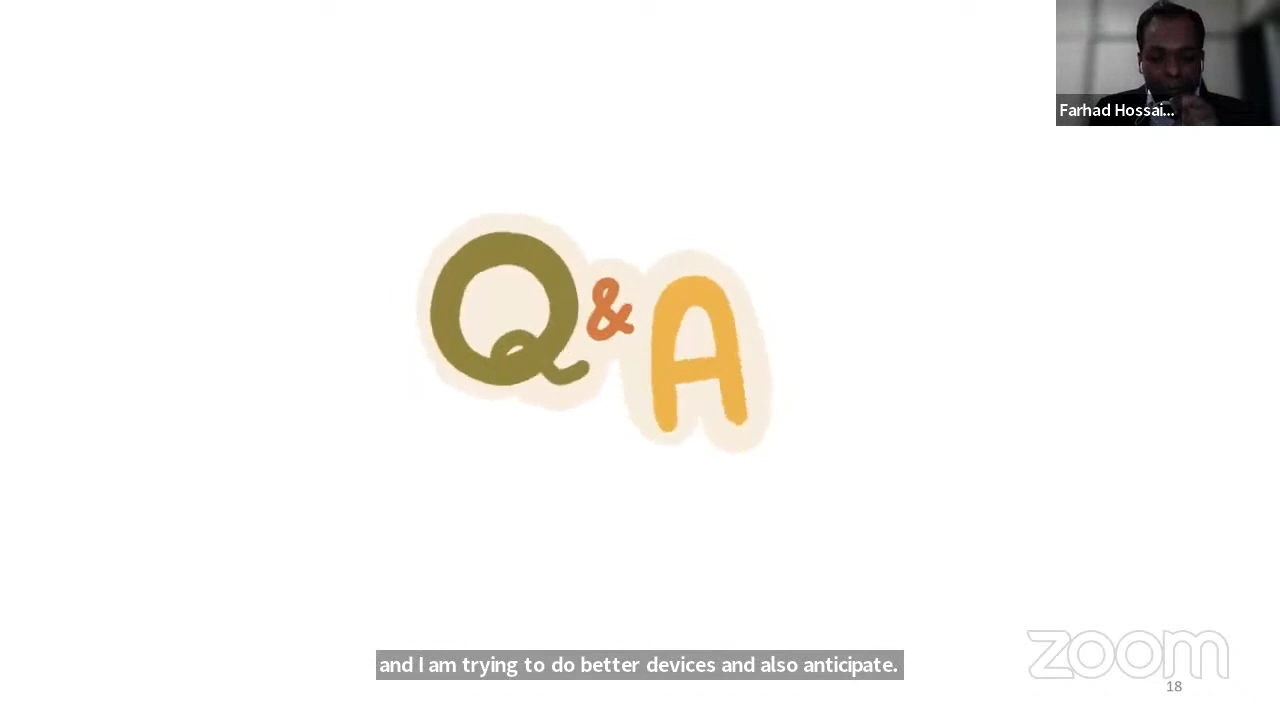 Farhad Hossai...
Q & A
and I am trying to do better devices and also anticipate.
zoom
18